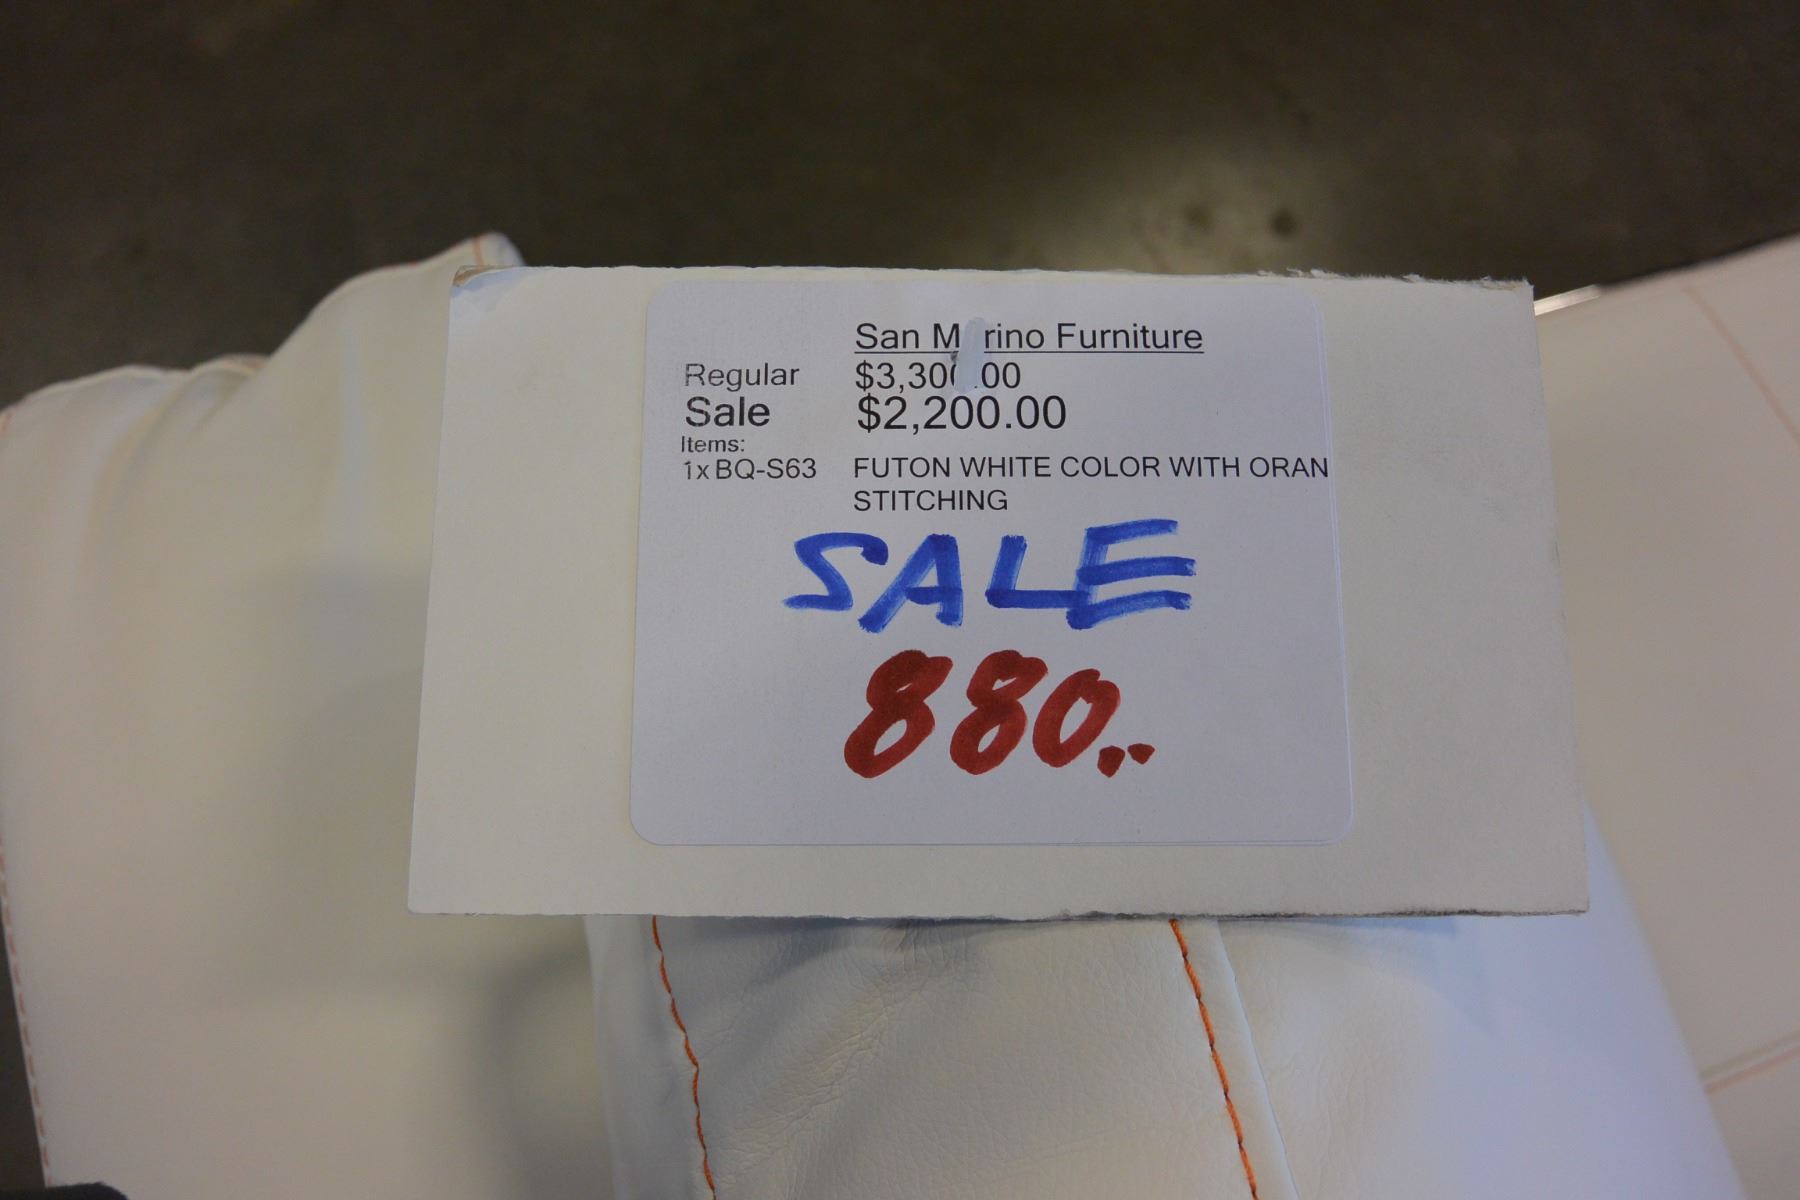 San Marino Furniture
Regular $3,300.00
Sale $2,200.00
Items:
1x BQ-S63 FUTON WHITE COLOR WITH ORAN
STITCHING
SALE
880..